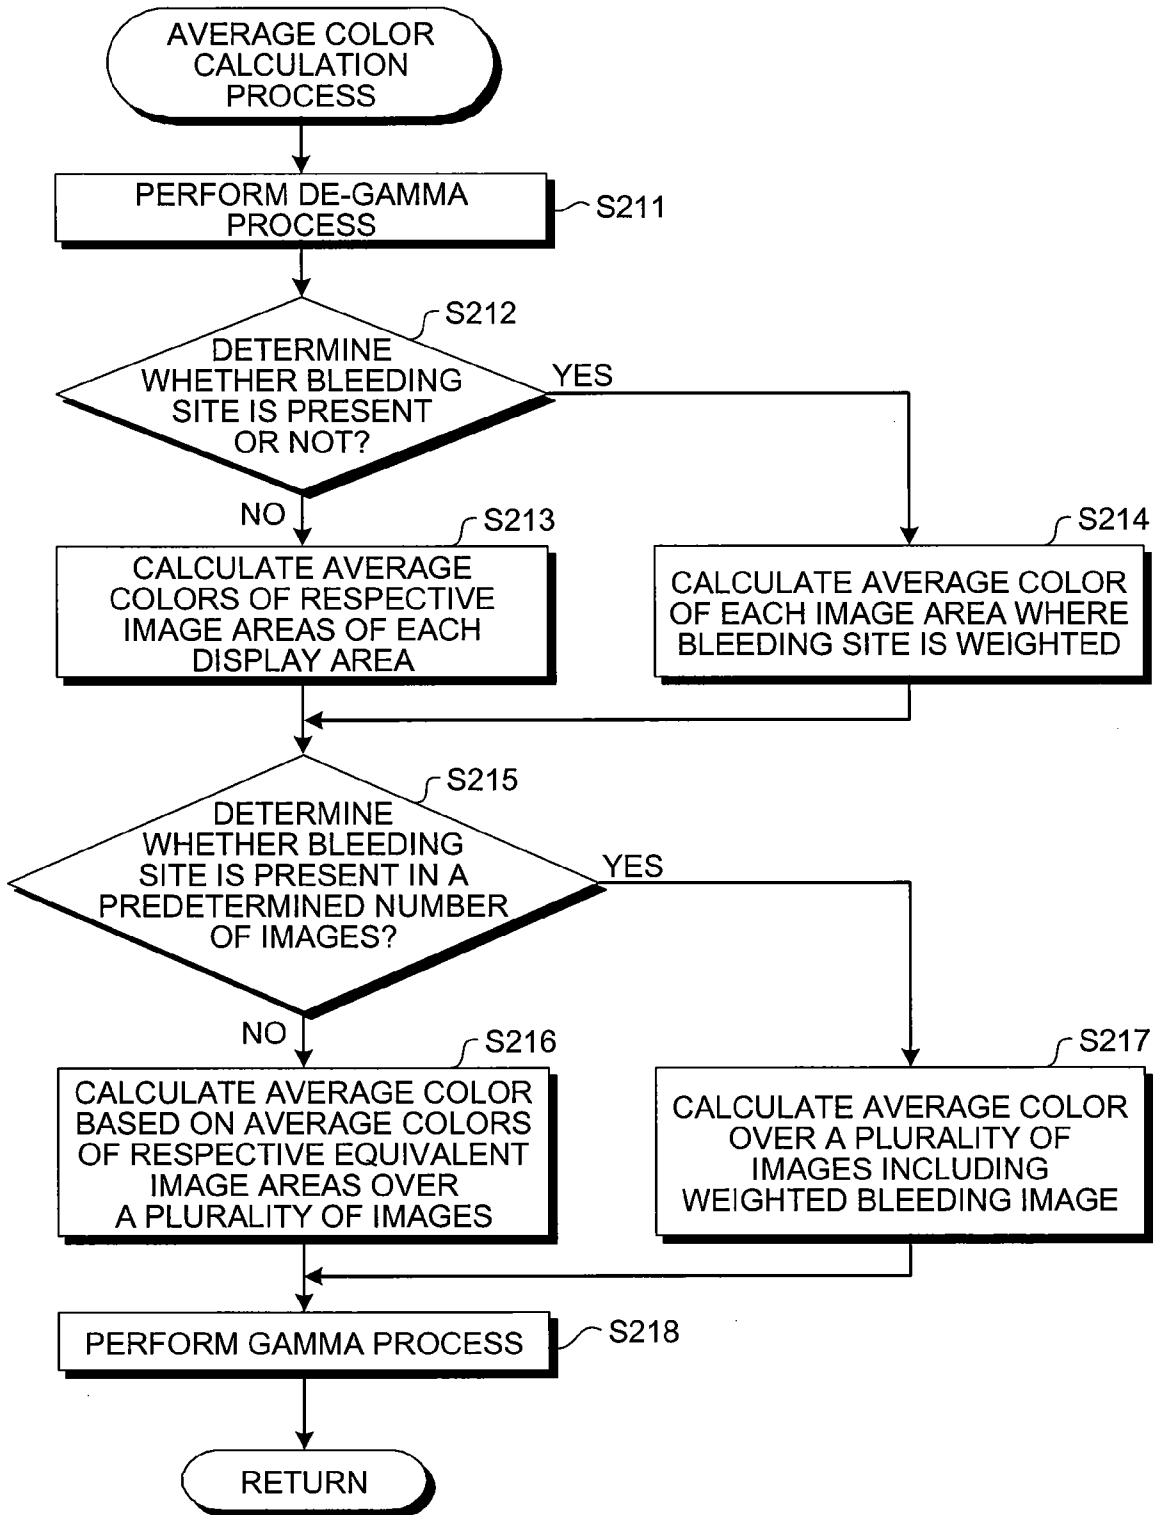 AVERAGE COLOR
CALCULATION
PROCESS
PERFORM DE-GAMMA
PROCESS
S211
S212
DETERMINE
WHETHER BLEEDING
SITE IS PRESENT
OR NOT?
YES
NO
S213
CALCULATE AVERAGE
COLORS OF RESPECTIVE
IMAGE AREAS OF EACH
DISPLAY AREA
S214
CALCULATE AVERAGE COLOR
OF EACH IMAGE AREA WHERE
BLEEDING SITE IS WEIGHTED
S215
DETERMINE
WHETHER BLEEDING
SITE IS PRESENT IN A
PREDETERMINED NUMBER
OF IMAGES?
YES
NO
S216
CALCULATE AVERAGE COLOR
BASED ON AVERAGE COLORS
OF RESPECTIVE EQUIVALENT
IMAGE AREAS OVER
A PLURALITY OF IMAGES
S217
CALCULATE AVERAGE COLOR
OVER A PLURALITY OF
IMAGES INCLUDING
WEIGHTED BLEEDING IMAGE
PERFORM GAMMA PROCESS
S218
RETURN